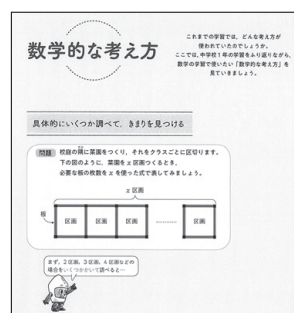 数学的な考え方
これまでの学習では、どんな考え方が
使われていたのでしょうか。
ここでは、中学校1年の学習をふり返りながら、
数学の学習で使いたい「数学的な考え方」を
見ていきましょう。
具体的にいくつか調べて、きまりを見つける
問題 校庭の隅に菜園をつくり、それをクラスごとに区切ります。
下の図のように、菜園を x 区画つくるとき、
必要な板の枚数を x を使った式で表してみましょう。
x 区画
板
区画 区画 区画 ……… 区画
まず、2区画、3区画、4区画などの
場合をいくつかかいて調べると…